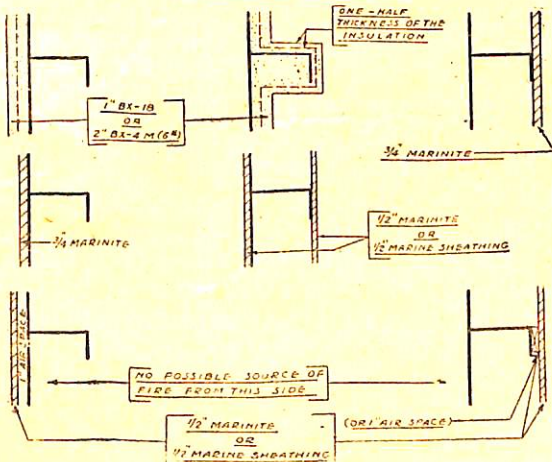 ONE-HALF
THICKNESS OF THE
INSULATION
1" BX-1B
OR
2" BX-4 M (6#)
3/4" MARINITE
3/4" MARINITE
1/2" MARINITE
OR
1/2" MARINE SHEATHING
1" AIR SPACE
NO POSSIBLE SOURCE OF
FIRE FROM THIS SIDE
(OR 1" AIR SPACE)
1/2" MARINITE
OR
1/2" MARINE SHEATHING